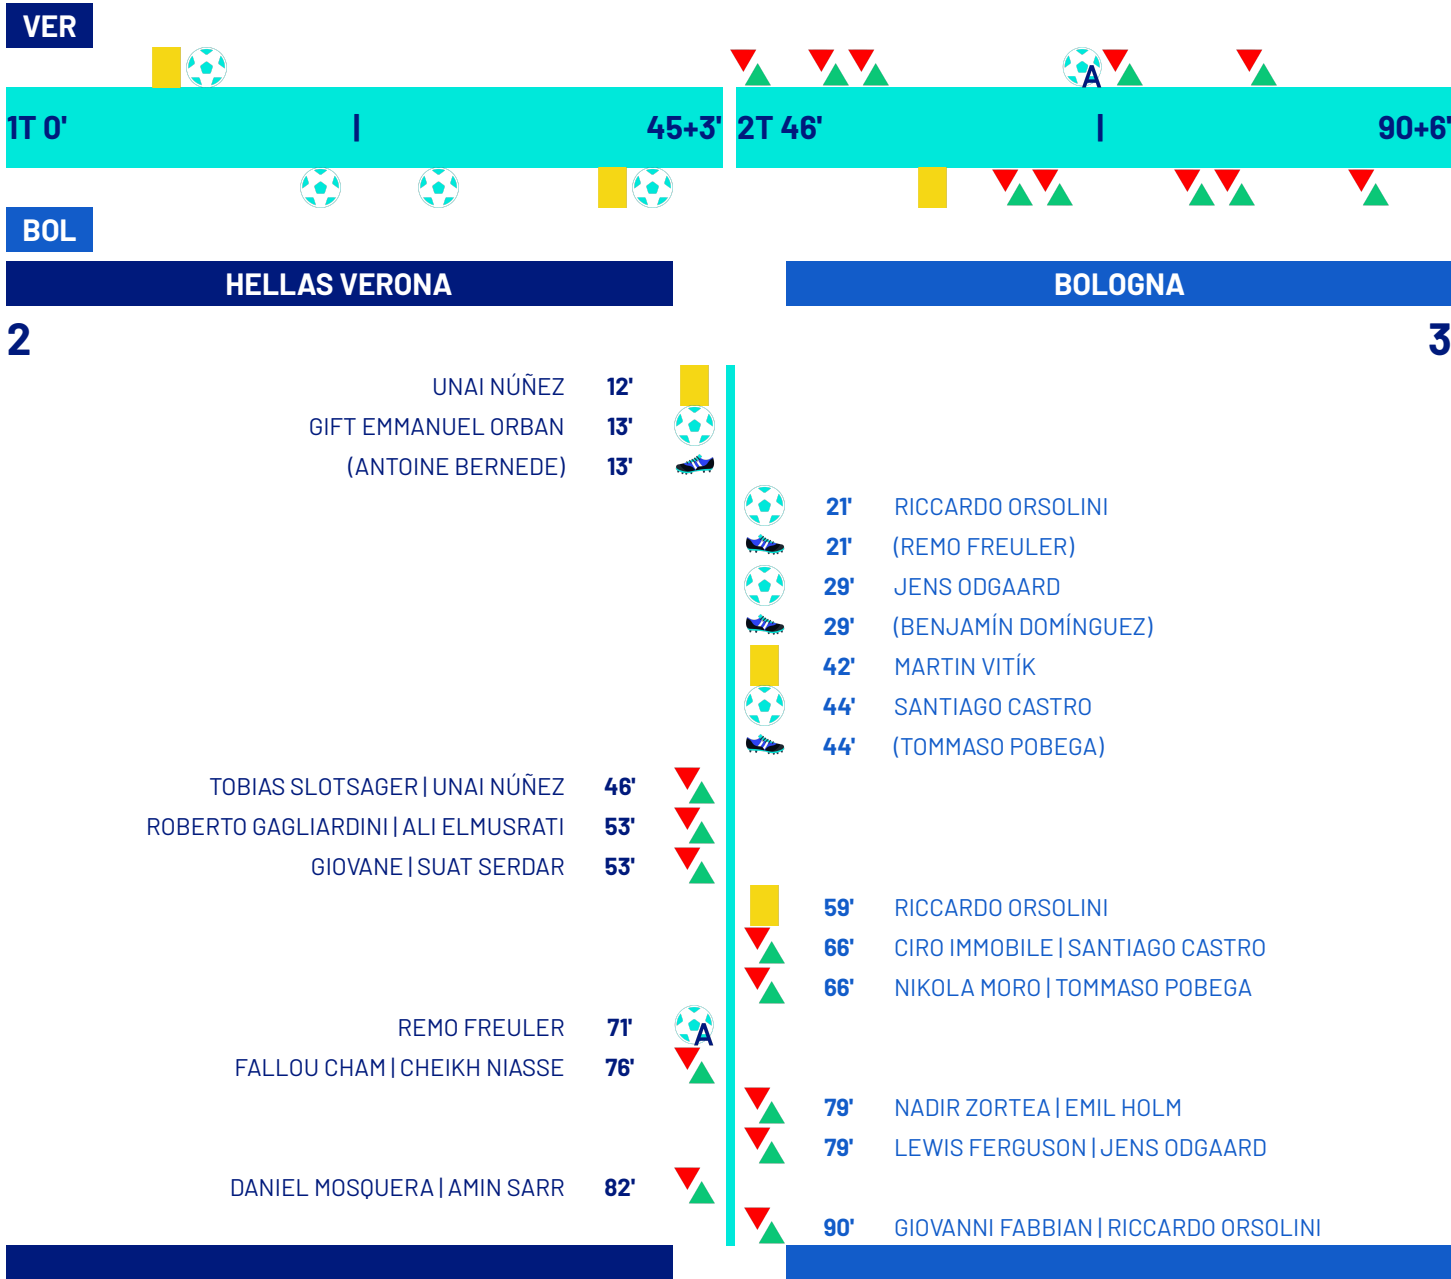 VER
A
1T 0' | 45+3' 2T 46' | 90+6'
BOL
HELLAS VERONA BOLOGNA
2 3
UNAI NÚÑEZ 12'
GIFT EMMANUEL ORBAN 13'
(ANTOINE BERNEDE) 13'
21' RICCARDO ORSOLINI
21' (REMO FREULER)
29' JENS ODGAARD
29' (BENJAMÍN DOMÍNGUEZ)
42' MARTIN VITÍK
44' SANTIAGO CASTRO
44' (TOMMASO POBEGA)
TOBIAS SLOTSAGER | UNAI NÚÑEZ 46'
ROBERTO GAGLIARDINI | ALI ELMUSRATI 53'
GIOVANE | SUAT SERDAR 53'
59' RICCARDO ORSOLINI
66' CIRO IMMOBILE | SANTIAGO CASTRO
66' NIKOLA MORO | TOMMASO POBEGA
REMO FREULER 71' A
FALLOU CHAM | CHEIKH NIASSE 76'
79' NADIR ZORTEA | EMIL HOLM
79' LEWIS FERGUSON | JENS ODGAARD
DANIEL MOSQUERA | AMIN SARR 82'
90' GIOVANNI FABBIAN | RICCARDO ORSOLINI